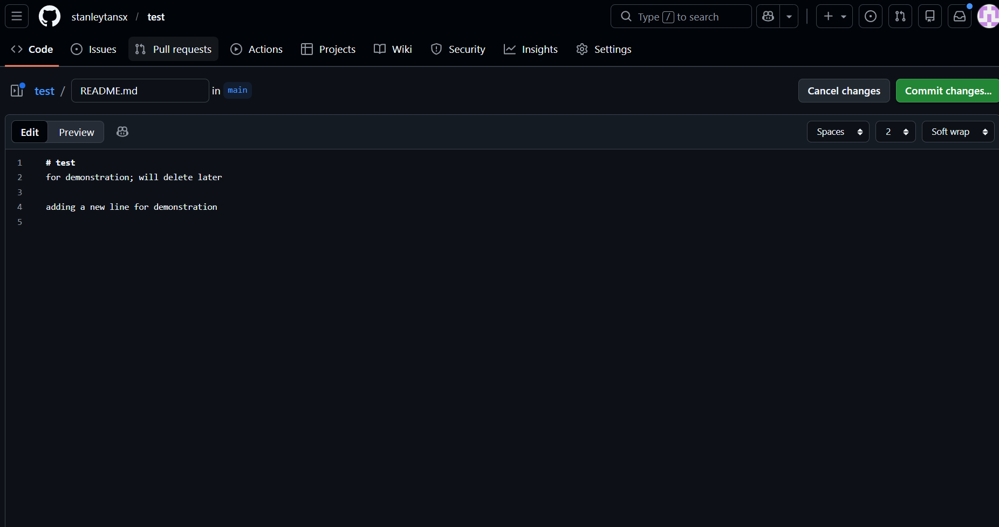 stanleytansx / test
Type / to search
Code Issues Pull requests Actions Projects Wiki Security Insights Settings
test / README.md in main
Cancel changes Commit changes...
Edit Preview
Spaces 2 Soft wrap
1 # test
2 for demonstration; will delete later
3
4 adding a new line for demonstration
5